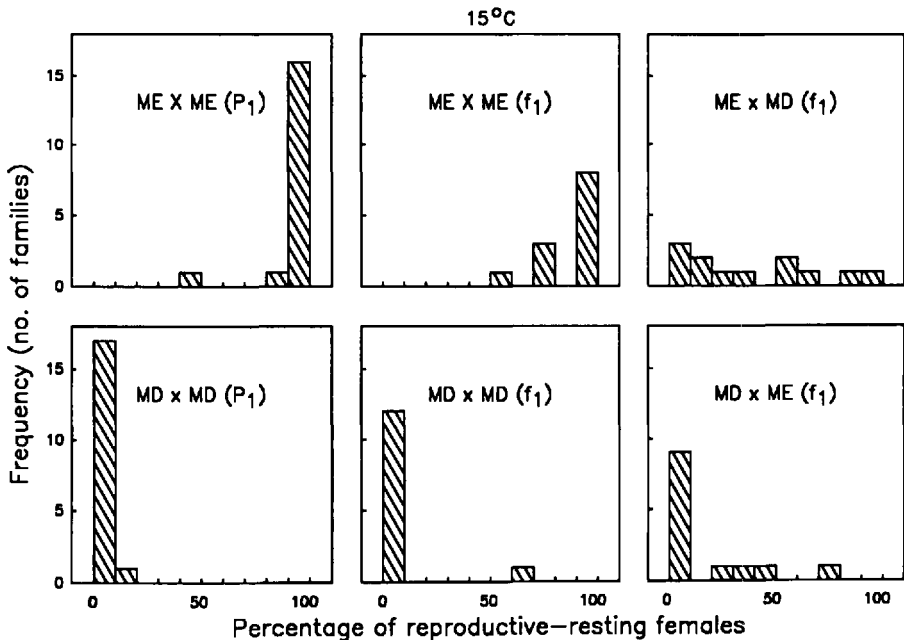 15°C
ME X ME (P₁)
ME X ME (f₁)
ME x MD (f₁)
15
10
5
0
MD x MD (P₁)
MD x MD (f₁)
MD x ME (f₁)
15
10
5
0
0 50 100
0 50 100
0 50 100
Frequency (no. of families)
Percentage of reproductive–resting females